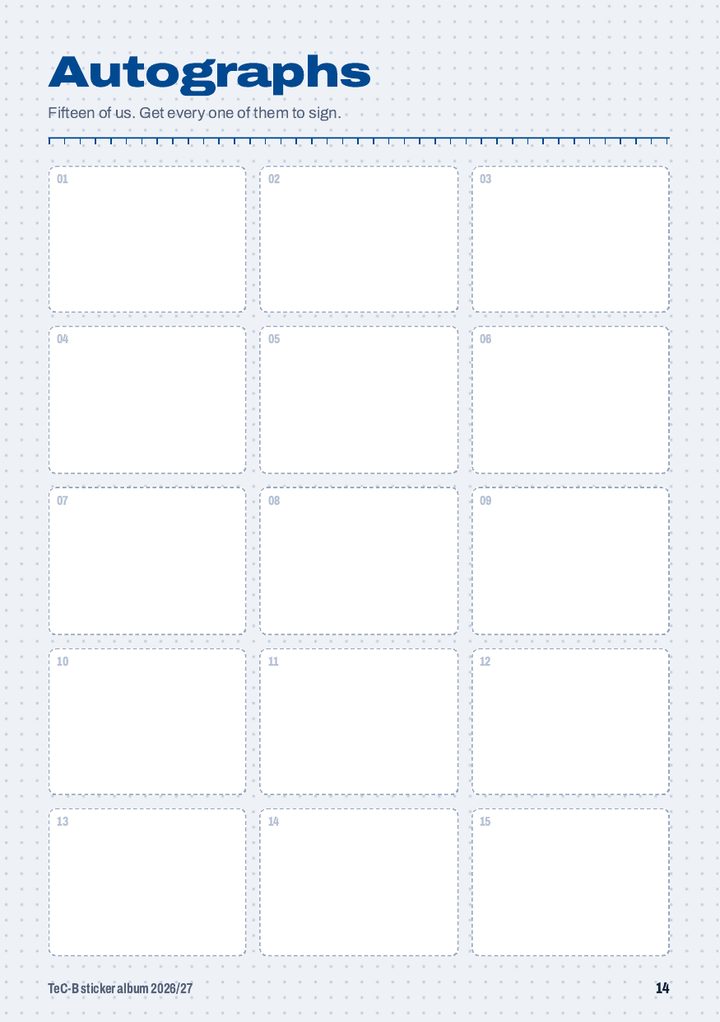 Autographs
Fifteen of us. Get every one of them to sign.
01 02 03
04 05 06
07 08 09
10 11 12
13 14 15
TeC-B sticker album 2026/27 14